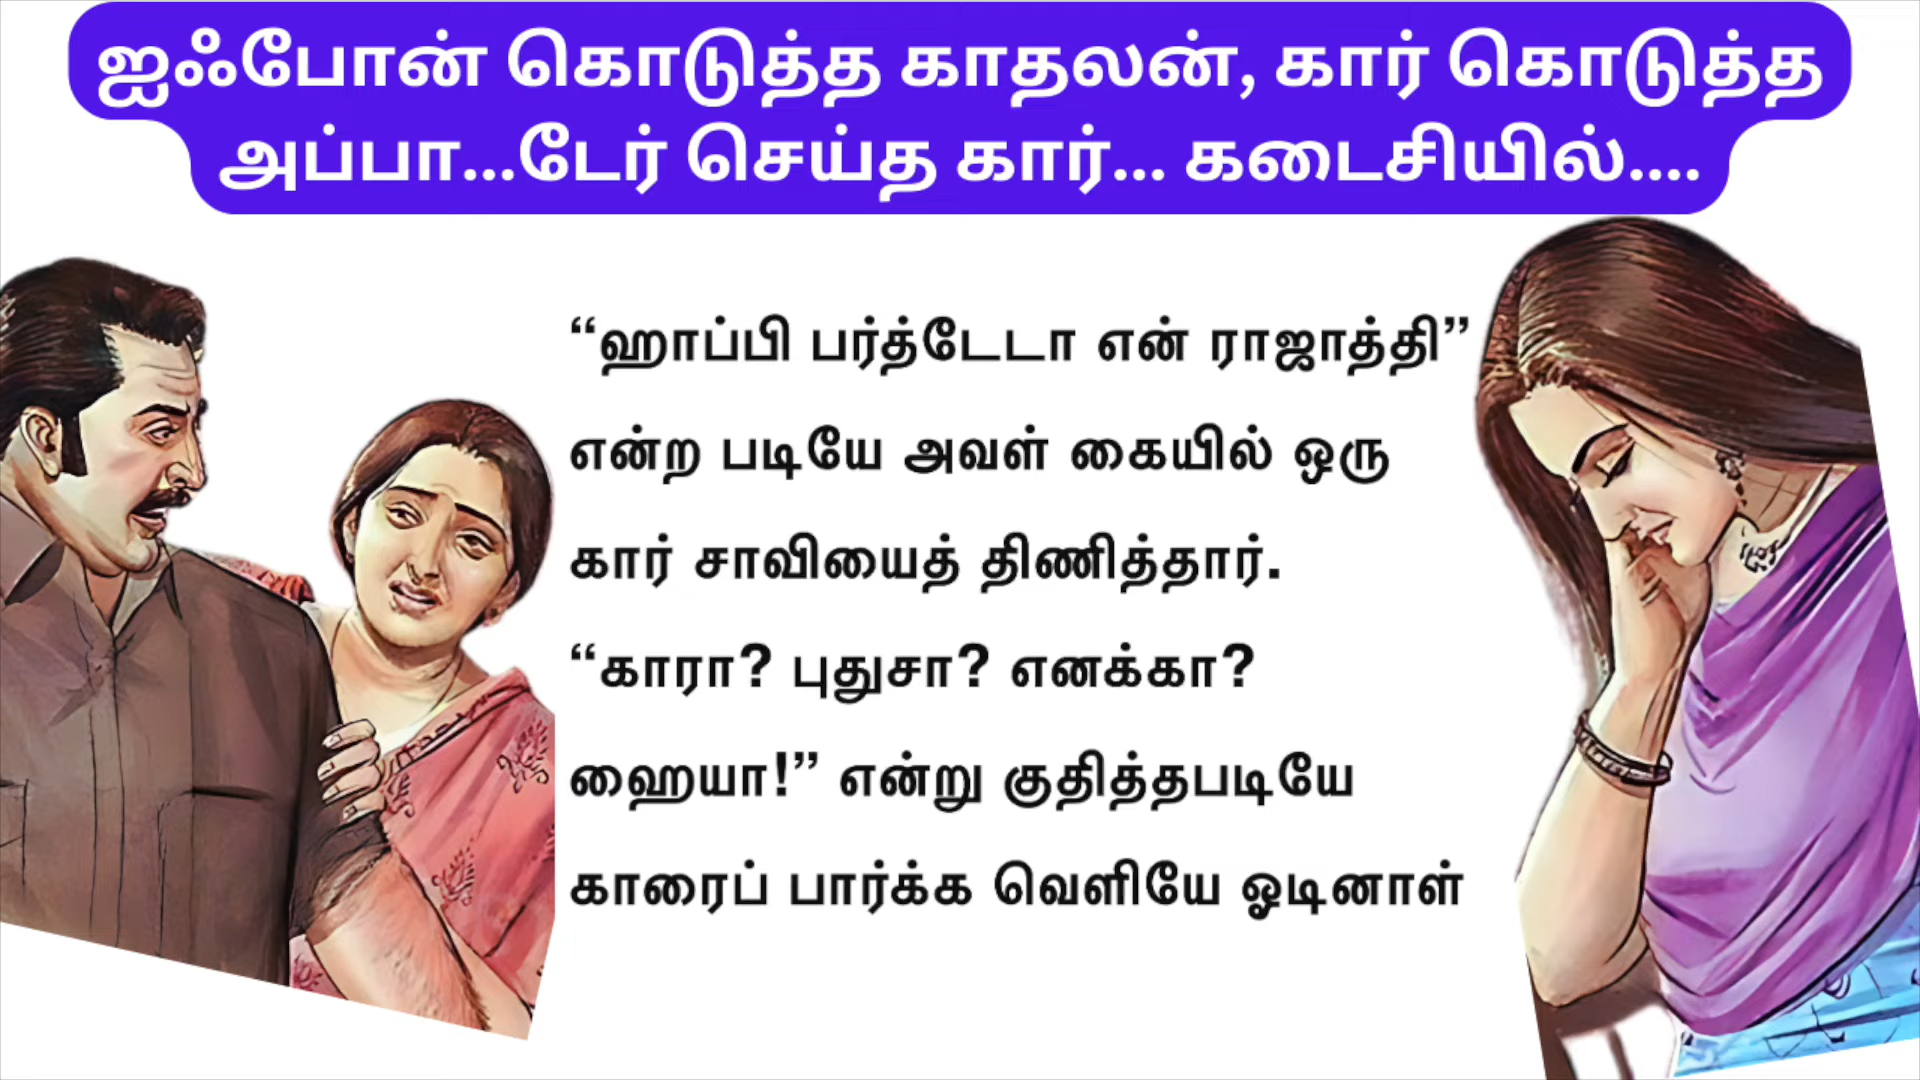 ஐஃபோன் கொடுத்த காதலன், கார் கொடுத்த
அப்பா...டேர் செய்த கார்... கடைசியில்....
“ஹாப்பி பர்த்டேடா என் ராஜாத்தி”
என்ற படியே அவள் கையில் ஒரு
கார் சாவியைத் திணித்தார்.
“காரா? புதுசா? எனக்கா?
ஹையா!” என்று குதித்தபடியே
காரைப் பார்க்க வெளியே ஓடினாள்